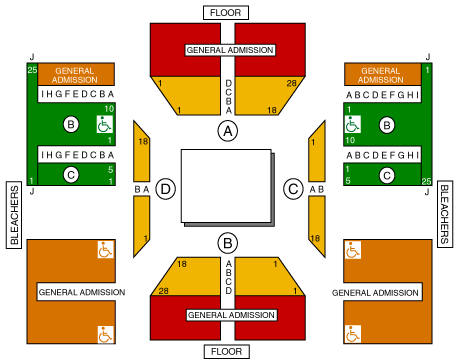 FLOOR
GENERAL ADMISSION
1 D 28
C
B
1 A 18
A
J
25
GENERAL
ADMISSION
I H G F E D C B A
10
B
1
I H G F E D C B A
C
5
1 1
J
J
1
GENERAL
ADMISSION
A B C D E F G H I
1
B
10
A B C D E F G H I
1
C
5 25
J
18
B A
1
D
1
C
A B
18
BLEACHERS
BLEACHERS
GENERAL ADMISSION
GENERAL ADMISSION
B
18 A 1
B
C
28 D 1
GENERAL ADMISSION
FLOOR